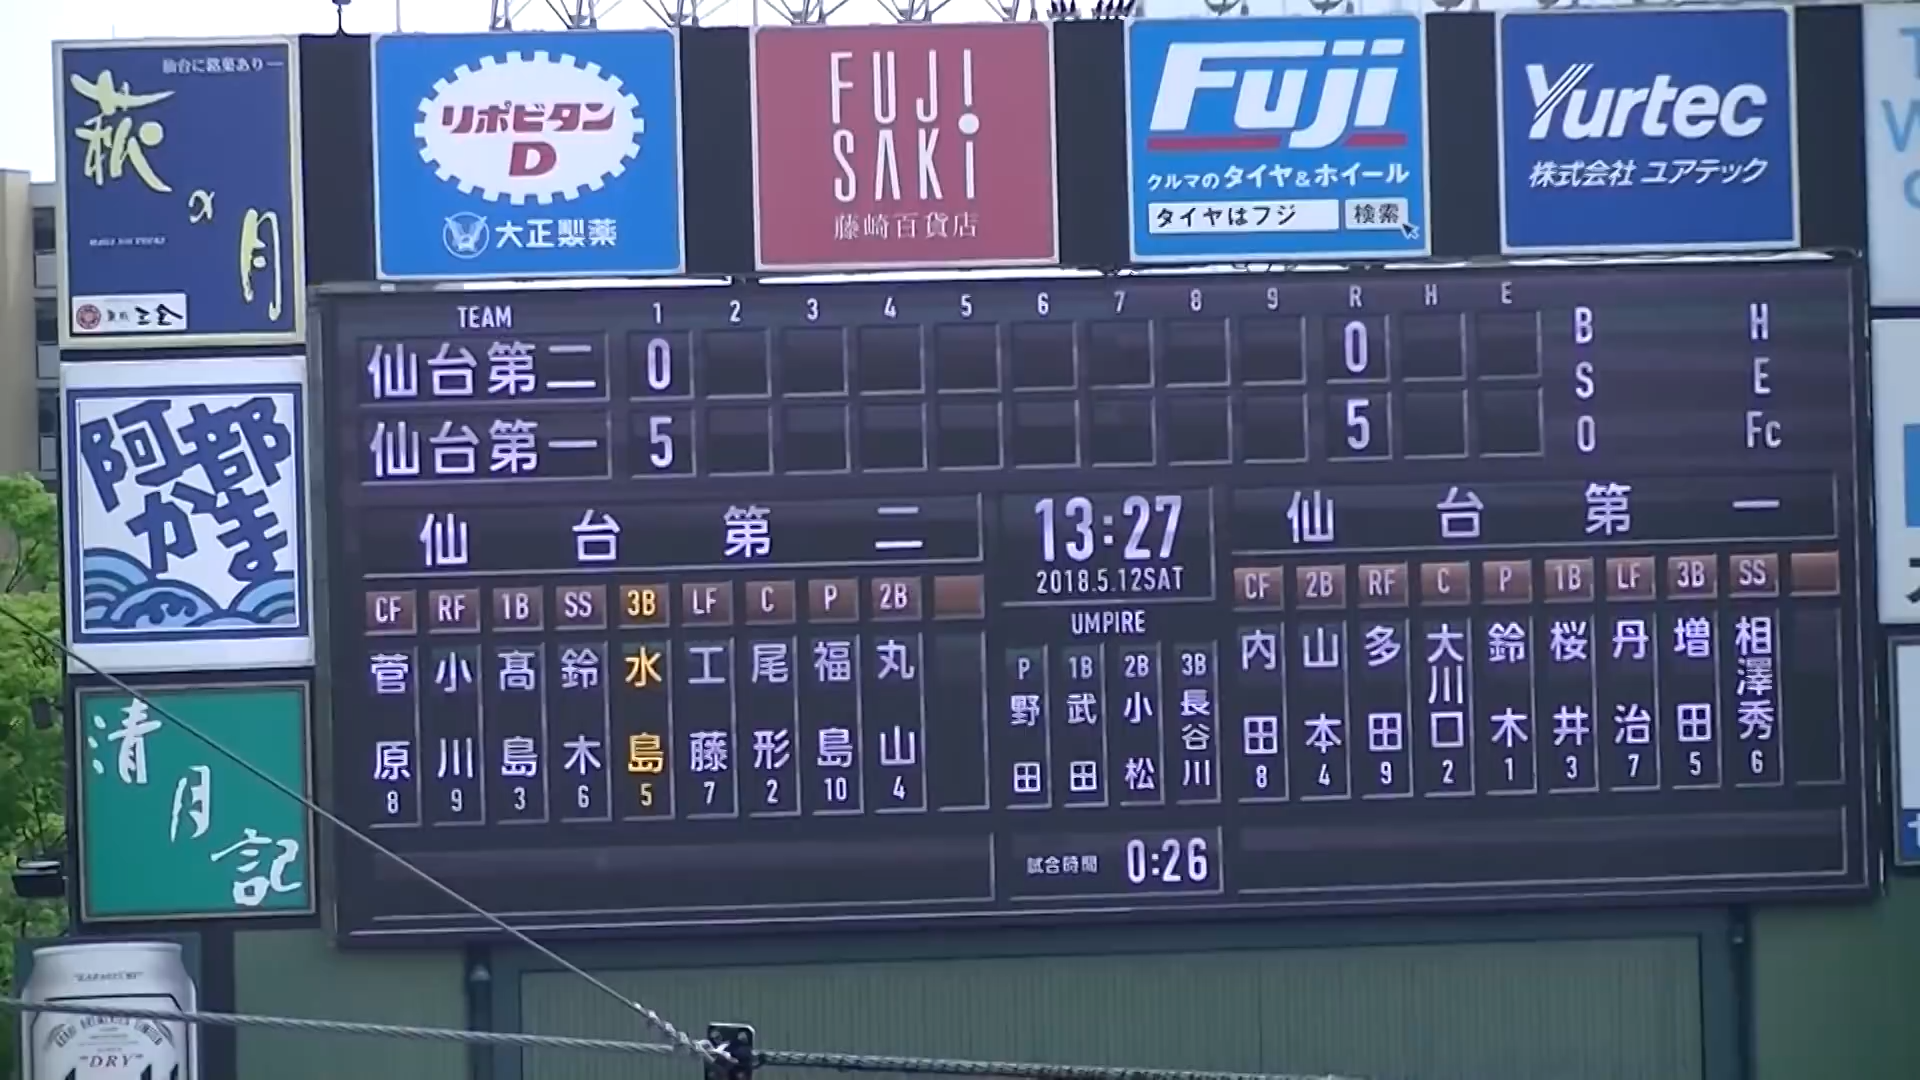 仙台に銘菓あり一
萩の月
リポビタン
D
大正製薬
FUJI
SAKI
藤崎百貨店
Fuji
クルマのタイヤ&ホイール
タイヤはフジ 検索
Yurtec
株式会社 ユアテック
阿部
かま
清月記
"DRY"
TEAM 1 2 3 4 5 6 7 8 9 R H E
仙台第二 0 0
仙台第一 5 5
B H
S E
O Fc
仙台第二
CF RF 1B SS 3B LF C P 2B
菅原 小川 髙島 鈴木 水島 工藤 尾形 福島 丸山
8 9 3 6 5 7 2 10 4
13:27
2018.5.12SAT
UMPIRE
P 1B 2B 3B
野田 武田 小松 長谷川
試合時間 0:26
仙台第一
CF 2B RF C P 1B LF 3B SS
内田 山本 多田 大川口 鈴木 桜井 丹治 増田 相澤秀
8 4 9 2 1 3 7 5 6